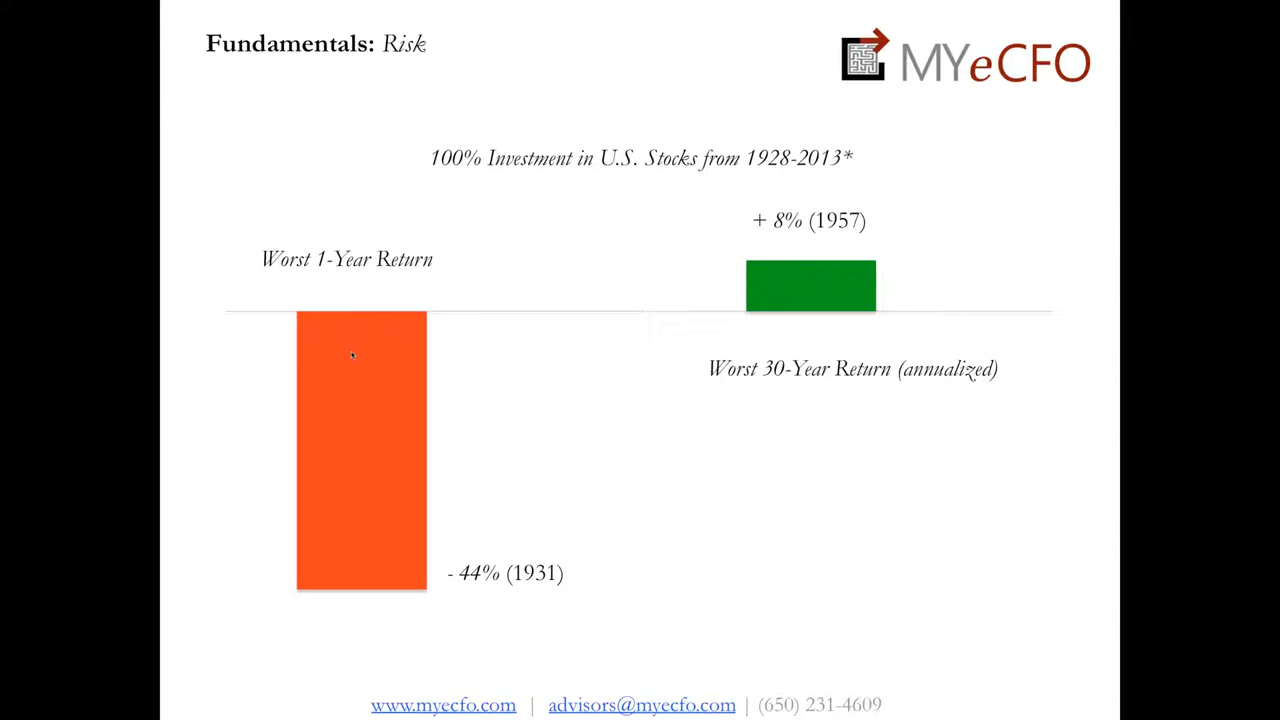 Fundamentals: Risk
MYeCFO
100% Investment in U.S. Stocks from 1928-2013*
+ 8% (1957)
Worst 1-Year Return
Worst 30-Year Return (annualized)
- 44% (1931)
www.myecfo.com | advisors@myecfo.com | (650) 231-4609